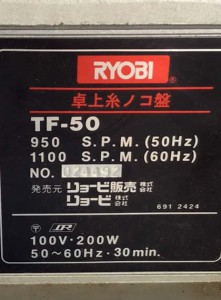 RYOBI
卓上糸ノコ盤
TF-50
950 S.P.M.(50Hz)
1100 S.P.M.(60Hz)
NO. 024492
発売元 リョービ販売株式会社
リョービ株式会社
691 2424
〒 JR
100V·200W
50~60Hz·30min.